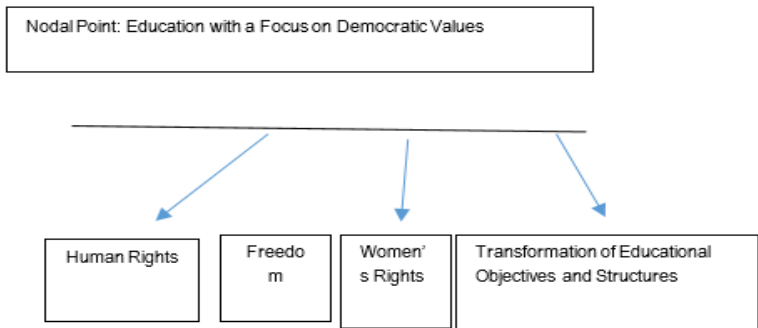 Nodal Point: Education with a Focus on Democratic Values
Human Rights
Freedo
m
Women'
s Rights
Transformation of Educational
Objectives and Structures